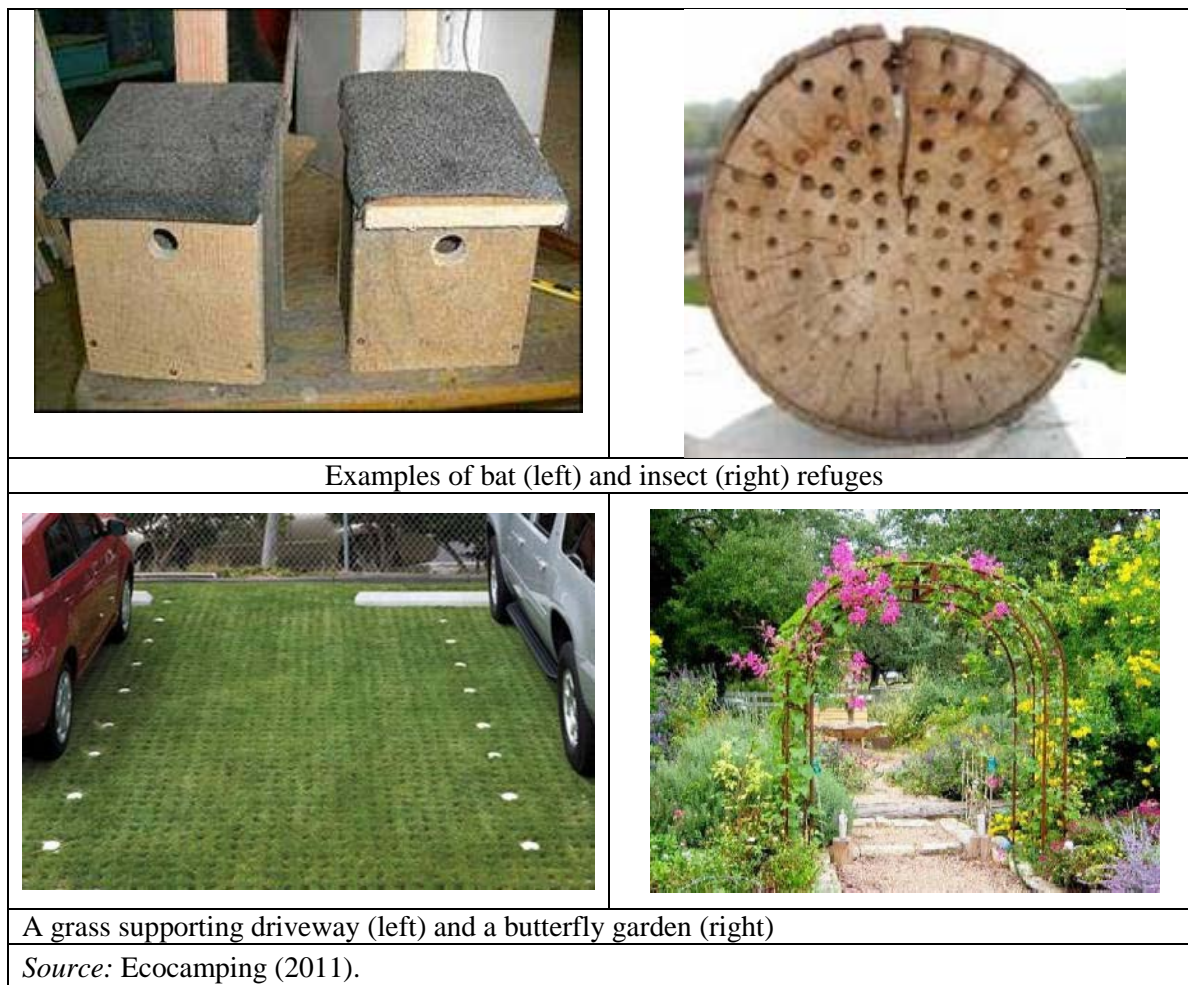 Examples of bat (left) and insect (right) refuges
A grass supporting driveway (left) and a butterfly garden (right)
Source: Ecocamping (2011).